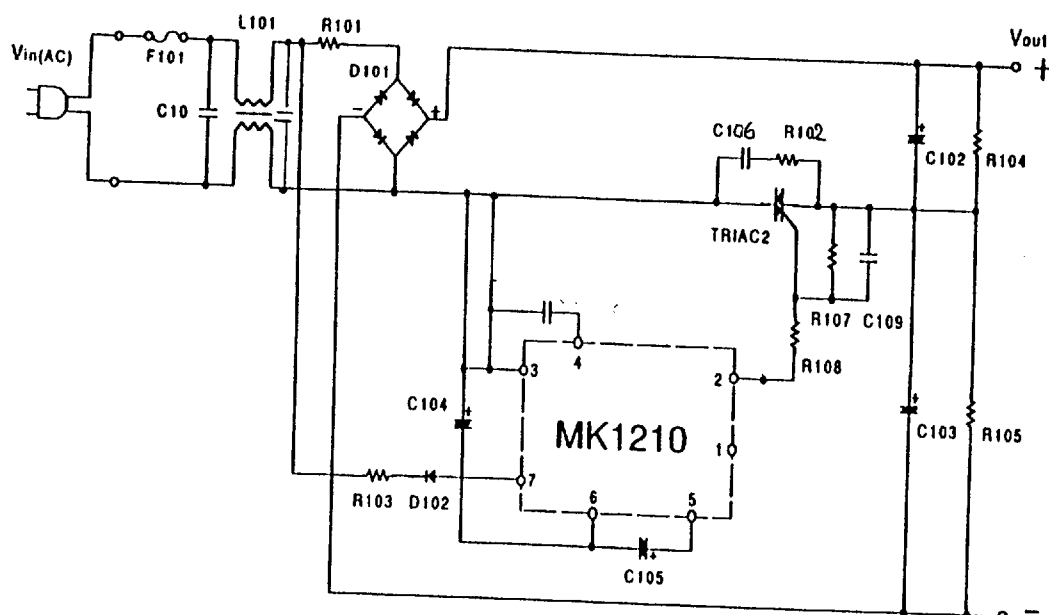 Vin(AC)
F101
L101
R101
D101
C10
-
+
Vout
+
C106
R102
C102
R104
TRIAC2
R107
C109
R108
3
4
2
C104
MK1210
1
C103
R105
7
R103
D102
6
5
C105
+
+
+
+
-